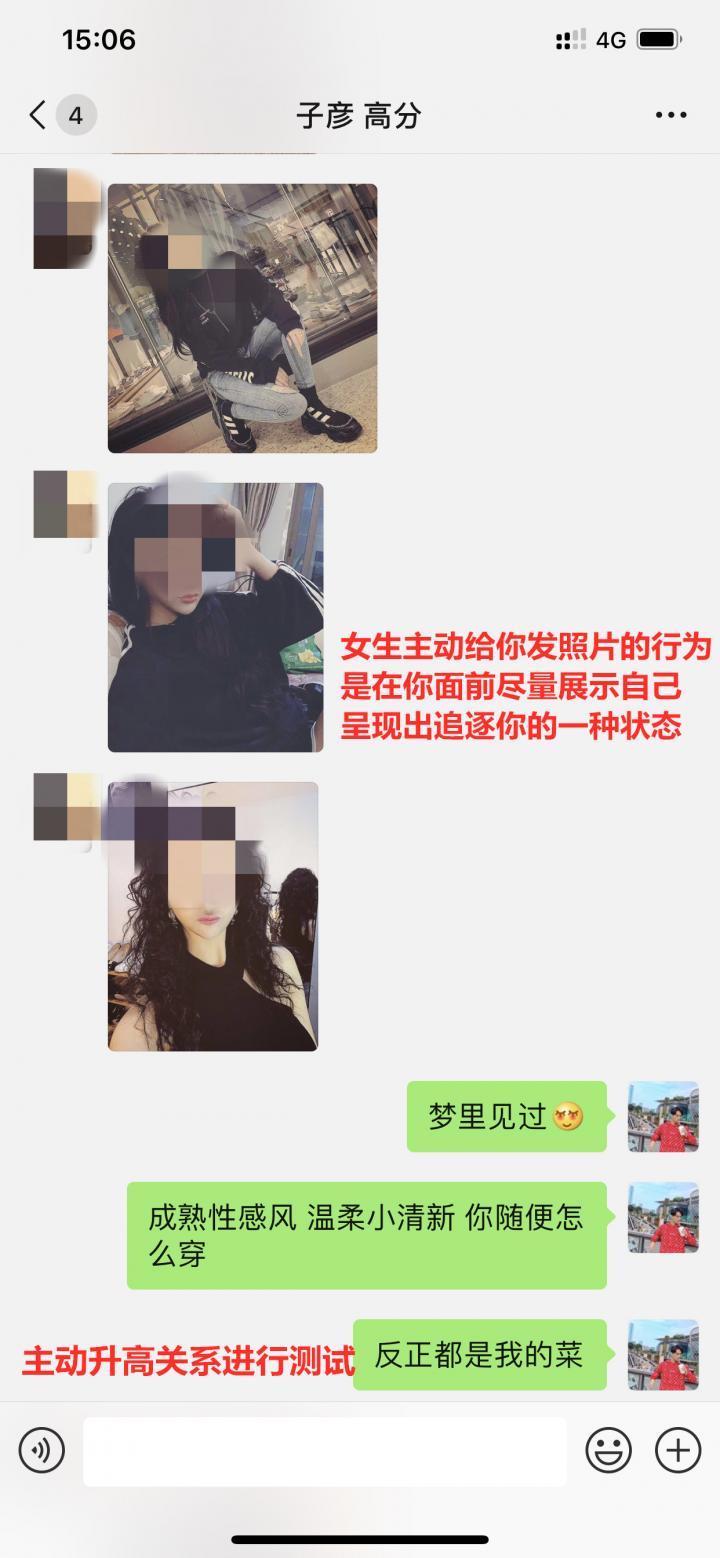 15:06
4G
4
子彦 高分
女生主动给你发照片的行为
是在你面前尽量展示自己
呈现出追逐你的一种状态
梦里见过
成熟性感风 温柔小清新 你随便怎
么穿
主动升高关系进行测试
反正都是我的菜